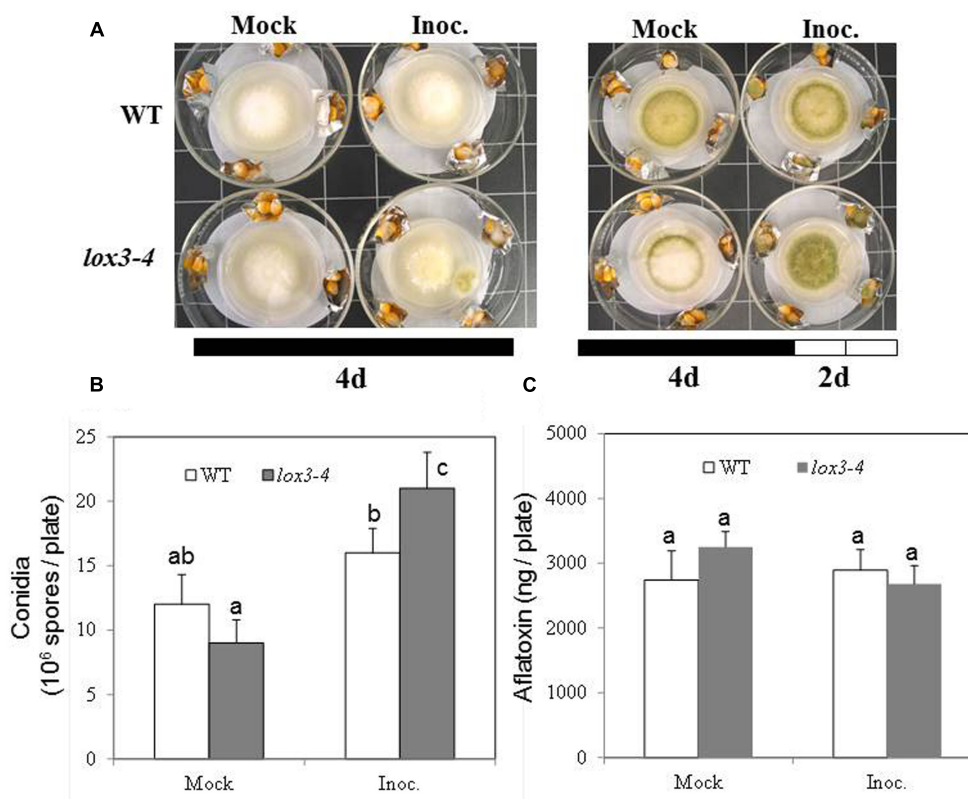 A
Mock Inoc. Mock Inoc.
WT
lox3-4
4d 4d 2d
B
25
20
15
10
5
0
Conidia
(10⁶ spores / plate)
WT lox3-4
ab a b c
Mock Inoc.
C
5000
4000
3000
2000
1000
0
Aflatoxin (ng / plate)
WT lox3-4
a a a a
Mock Inoc.